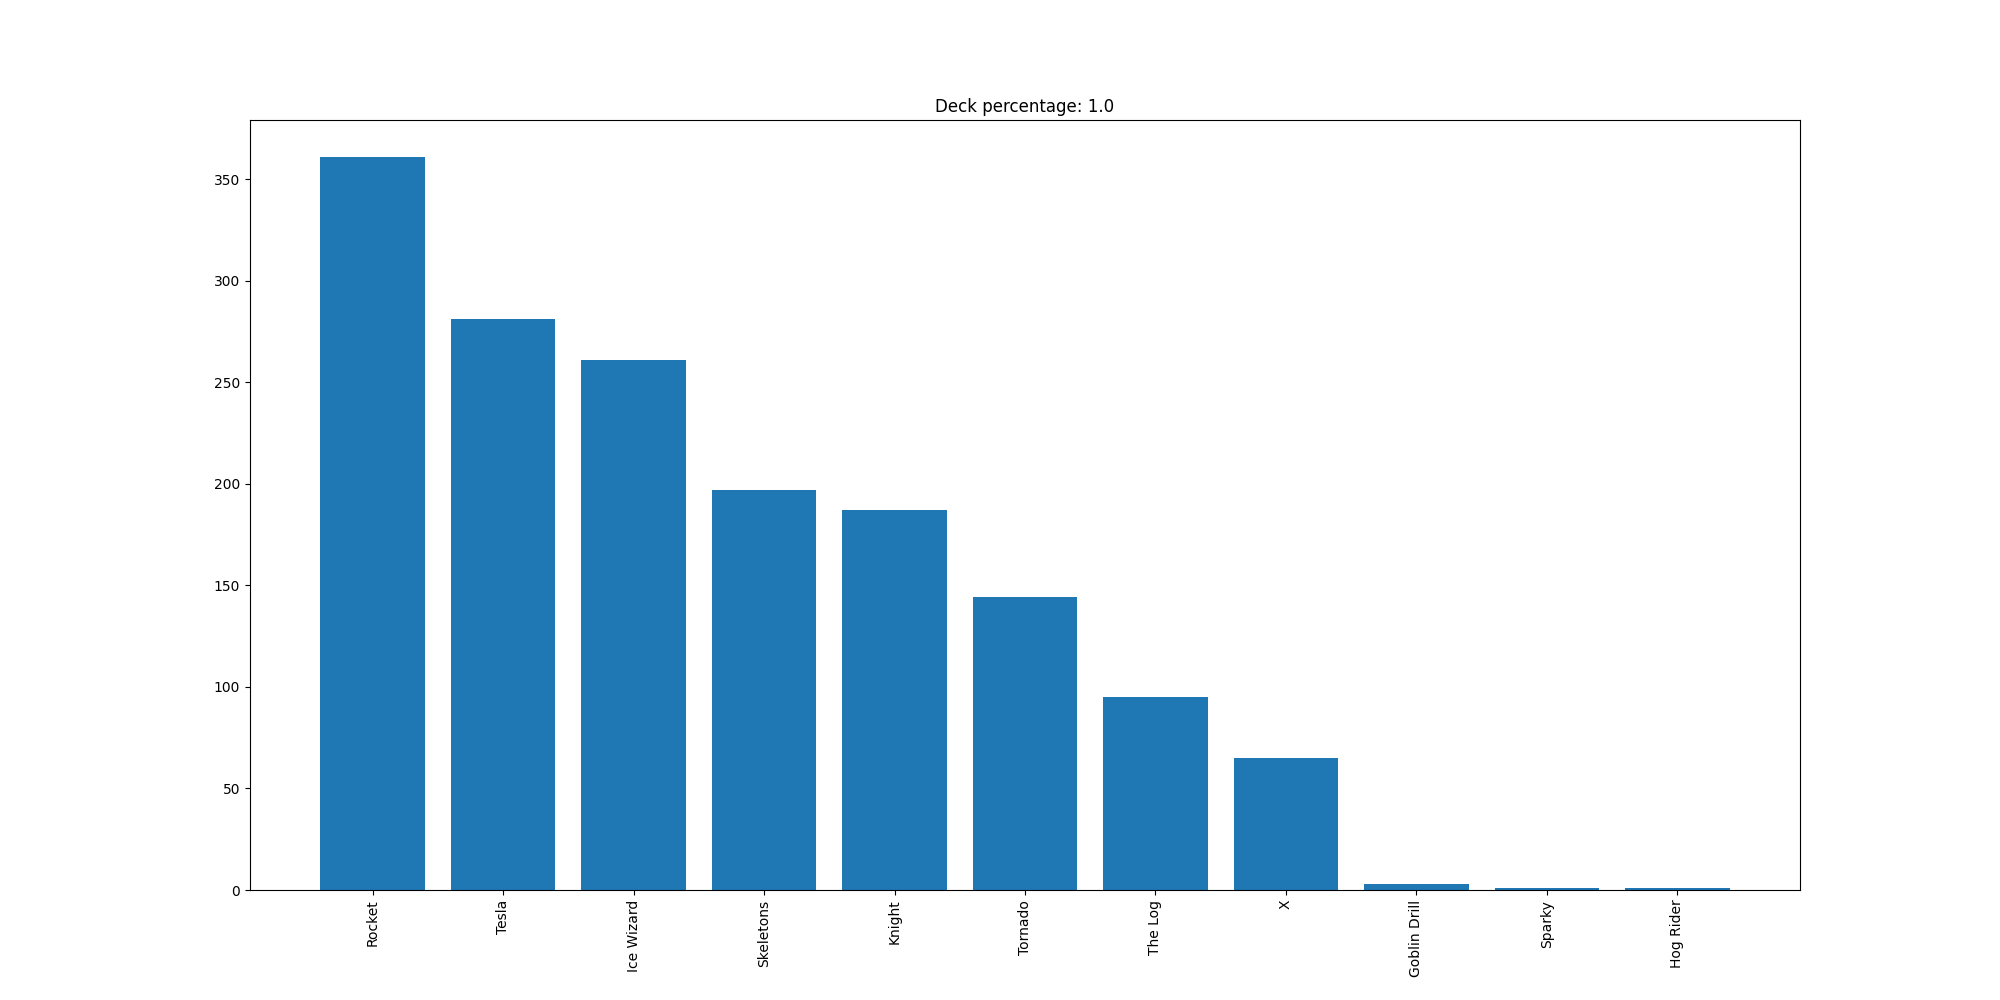 Deck percentage: 1.0
350
300
250
200
150
100
50
0
Rocket
Tesla
Ice Wizard
Skeletons
Knight
Tornado
The Log
X
Goblin Drill
Sparky
Hog Rider